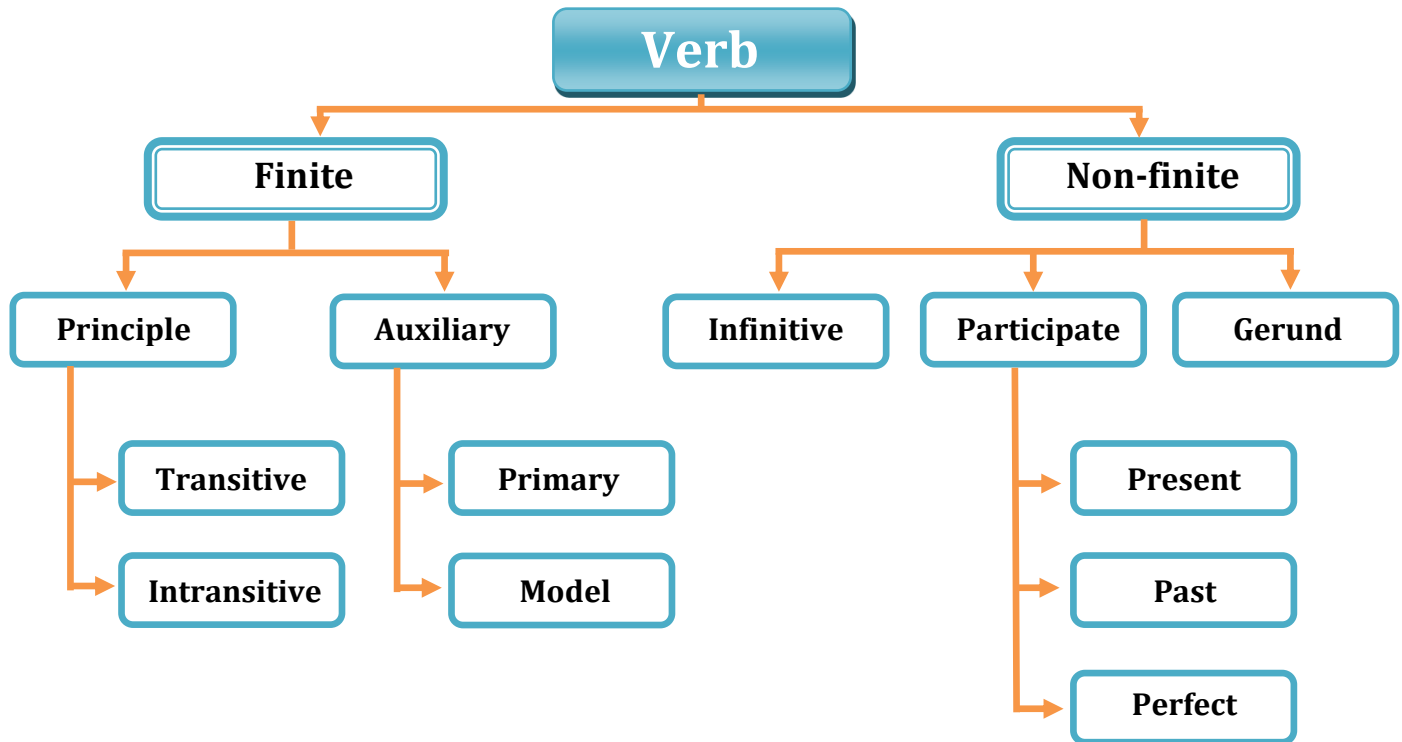 Verb
Finite
Non-finite
Principle
Auxiliary
Infinitive
Participate
Gerund
Transitive
Primary
Present
Intransitive
Model
Past
Perfect